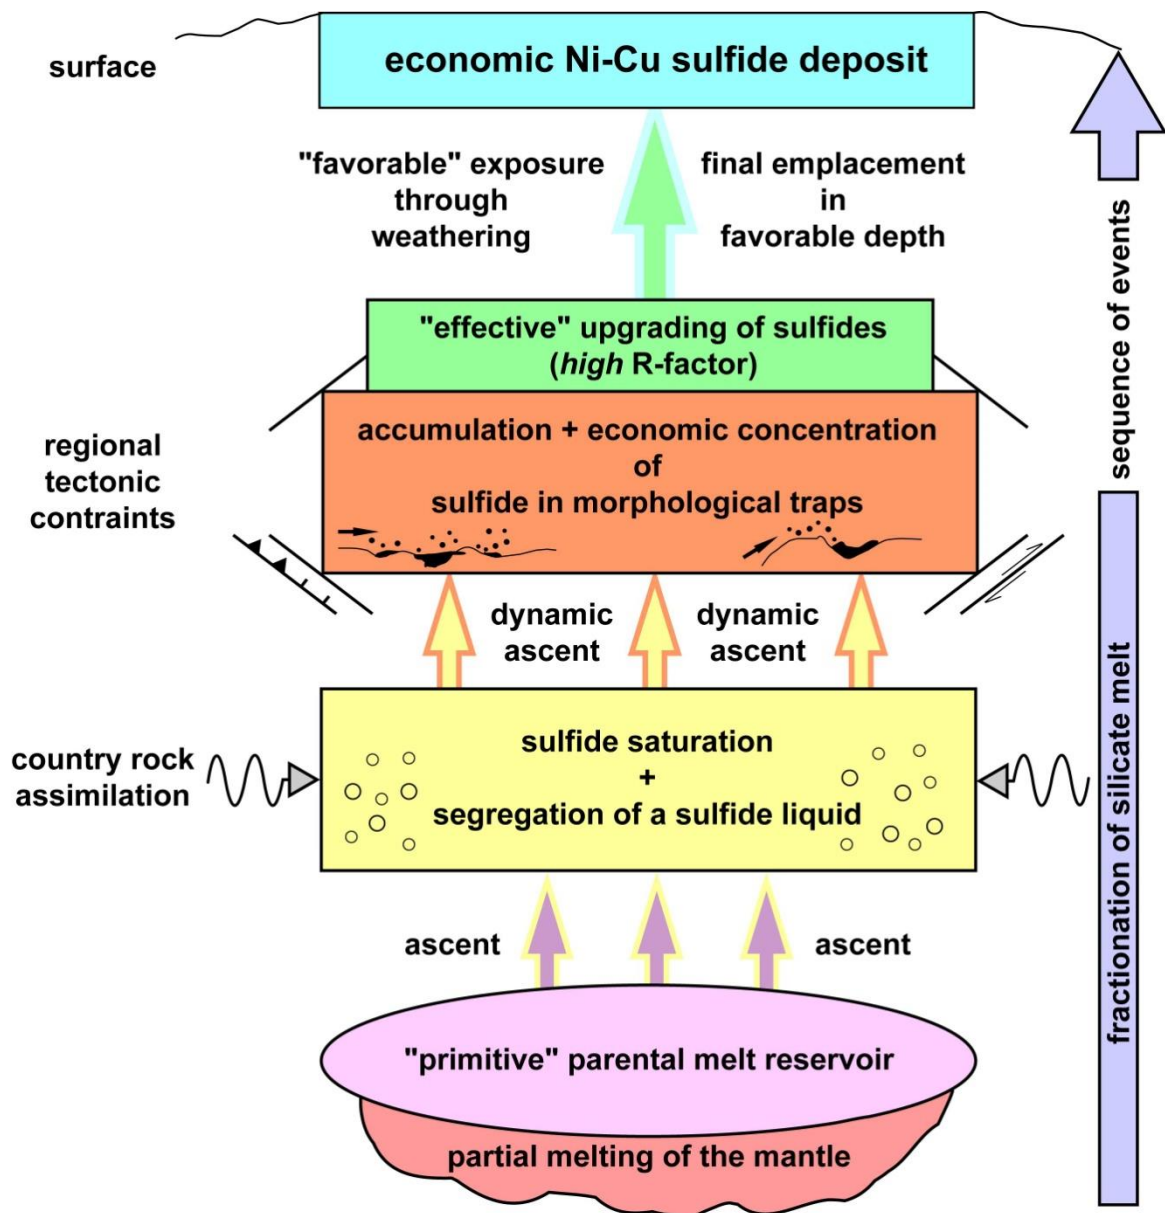 surface
economic Ni-Cu sulfide deposit
"favorable" exposure
through
weathering
final emplacement
in
favorable depth
"effective" upgrading of sulfides
(high R-factor)
regional
tectonic
contraints
accumulation + economic concentration
of
sulfide in morphological traps
dynamic
ascent
dynamic
ascent
country rock
assimilation
sulfide saturation
+
segregation of a sulfide liquid
ascent
ascent
"primitive" parental melt reservoir
partial melting of the mantle
sequence of events
fractionation of silicate melt